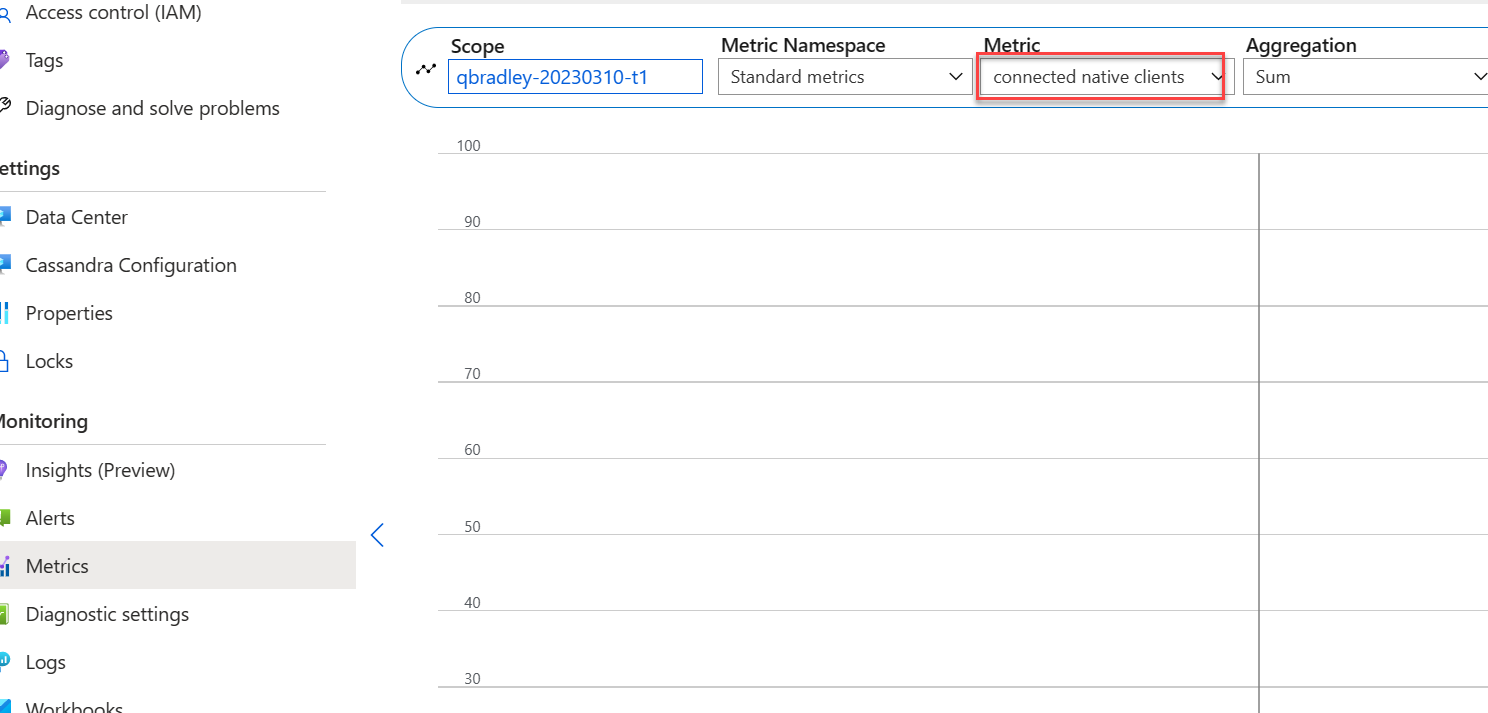 Access control (IAM)
Tags
Diagnose and solve problems
ettings
Data Center
Cassandra Configuration
Properties
Locks
Monitoring
Insights (Preview)
Alerts
Metrics
Diagnostic settings
Logs
Workbooks
Scope
qbradley-20230310-t1
Metric Namespace
Standard metrics
Metric
connected native clients
Aggregation
Sum
100
90
80
70
60
50
40
30